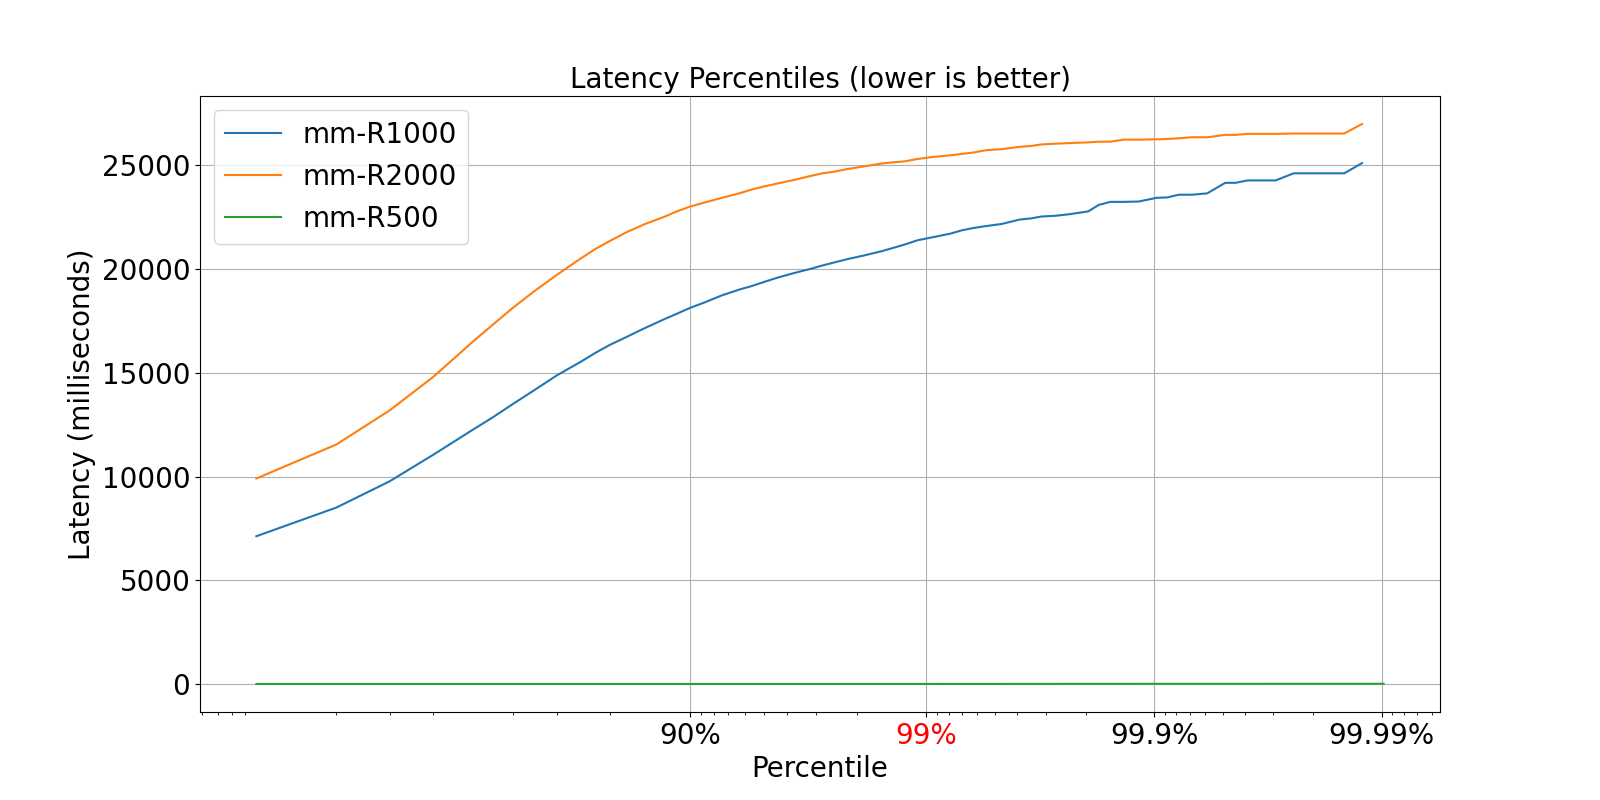 Latency Percentiles (lower is better)
mm-R1000
mm-R2000
mm-R500
25000
20000
15000
10000
5000
0
Latency (milliseconds)
90%
99%
99.9%
99.99%
Percentile